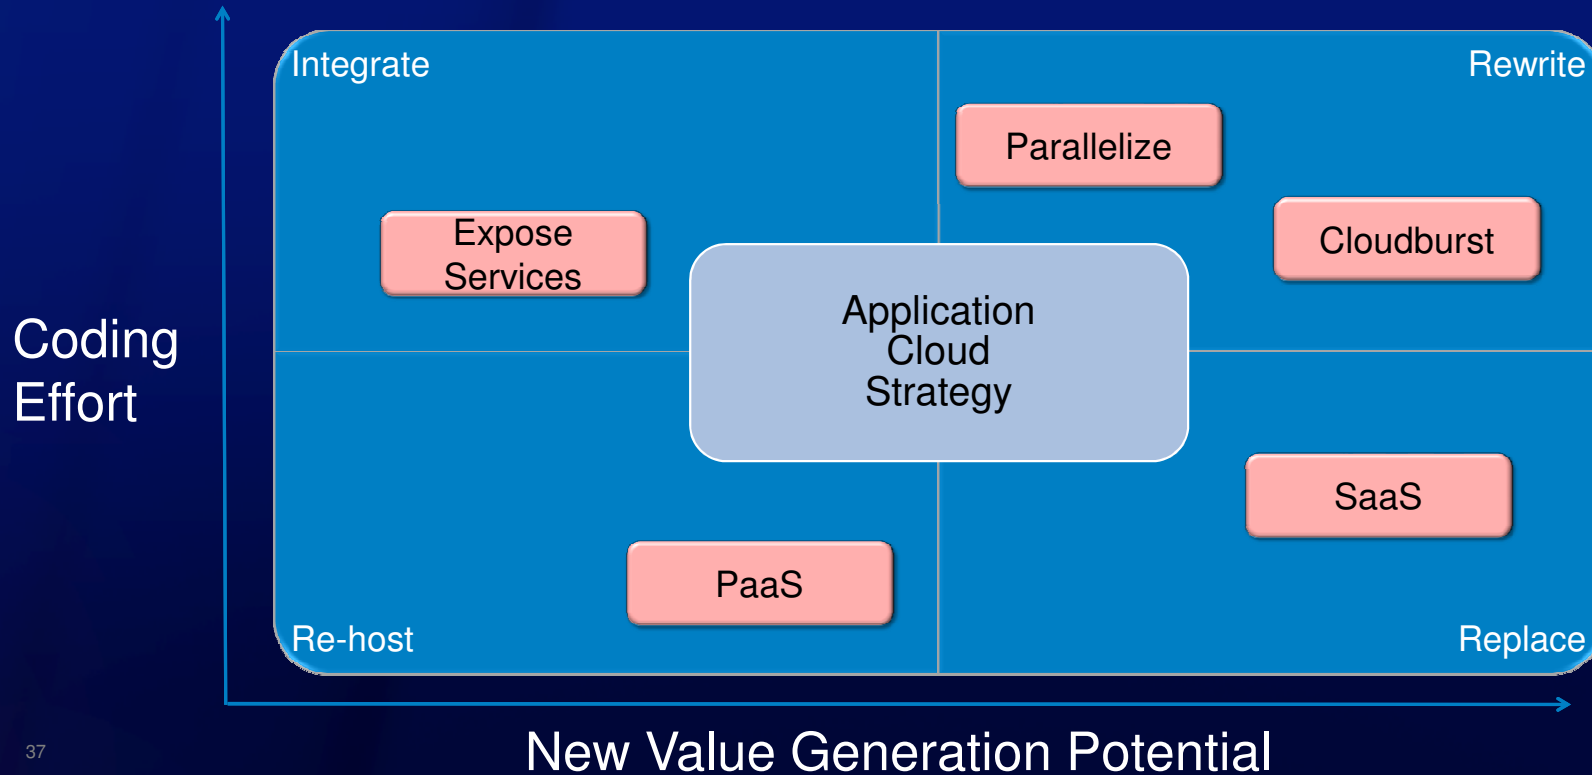 Integrate
Rewrite
Parallelize
Expose
Services
Cloudburst
Application
Cloud
Strategy
Coding
Effort
SaaS
PaaS
Re-host
Replace
New Value Generation Potential
37